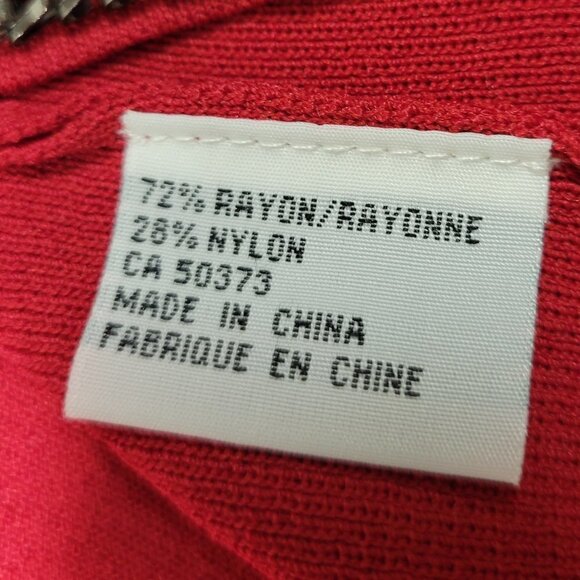 72% RAYON/RAYONNE
28% NYLON
CA 50373
MADE IN CHINA
FABRIQUE EN CHINE